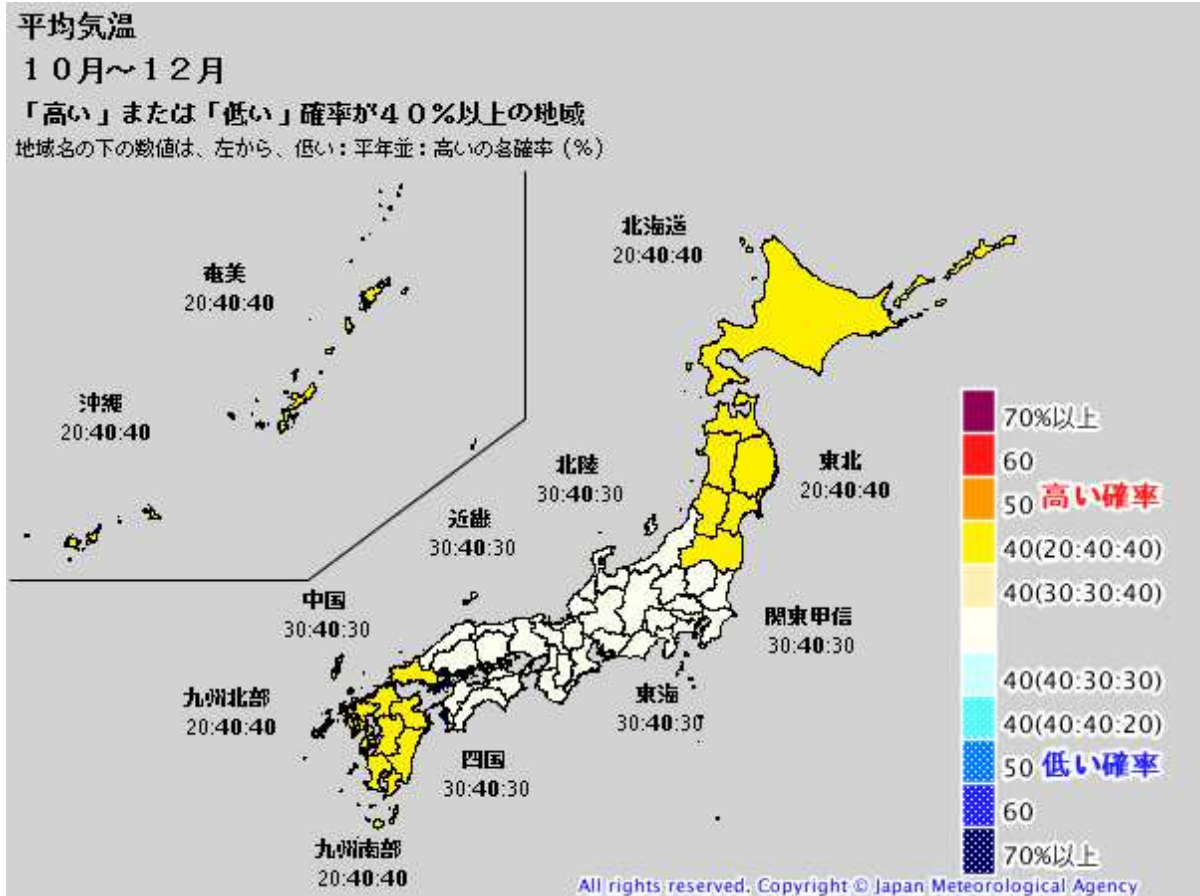 平均気温
１０月～１２月
「高い」または「低い」確率が４０％以上の地域
地域名の下の数値は、左から、低い：平年並：高いの各確率（％）
北海道
20:40:40
奄美
20:40:40
沖縄
20:40:40
北陸
30:40:30
東北
20:40:40
近畿
30:40:30
中国
30:40:30
関東甲信
30:40:30
九州北部
20:40:40
東海
30:40:30
四国
30:40:30
九州南部
20:40:40
70%以上
60
50 高い確率
40(20:40:40)
40(30:30:40)
40(40:30:30)
40(40:40:20)
50 低い確率
60
70%以上
All rights reserved. Copyright © Japan Meteorological Agency